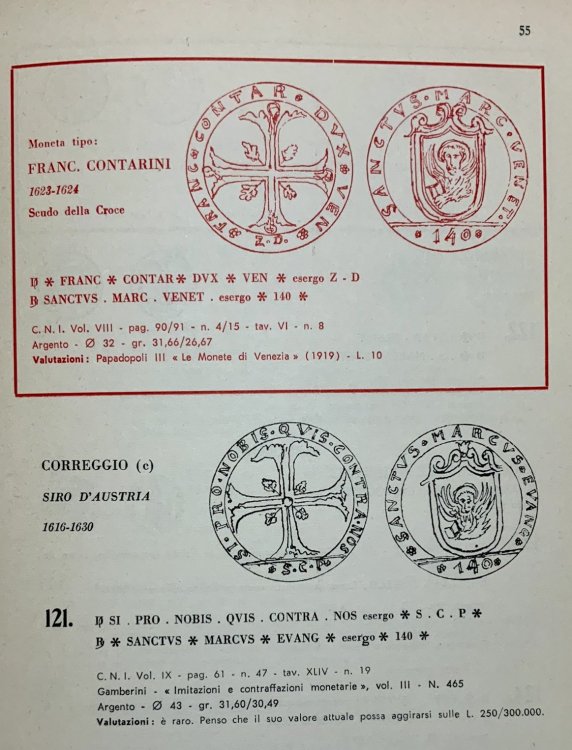 55
Moneta tipo:
FRANC. CONTARINI
1623-1624
Scudo della Croce
* FRANC * CONTAR * DVX * VEN
Z . D .
SANCTVS . MARC . VENET .
* 140 *
D/ * FRANC * CONTAR* DVX * VEN esergo Z - D
R/ SANCTVS . MARC . VENET . esergo * 140 *
C. N. I. Vol. VIII - pag. 90/91 - n. 4/15 - tav. VI - n. 8
Argento - Ø 32 - gr. 31,66/26,67
Valutazioni : Papadopoli III « Le Monete di Venezia » (1919) - L. 10
CORREGGIO (c)
SIRO D'AUSTRIA
1616-1630
SI . PRO . NOBIS . QVIS . CONTRA . NOS
* S . C . P *
* SANCTVS * MARCVS * EVANG *
* 140 *
121. D/ SI . PRO . NOBIS . QVIS . CONTRA . NOS esergo * S . C . P *
R/ * SANCTVS * MARCVS * EVANG * esergo * 140 *
C. N. I. Vol. IX - pag. 61 - n. 47 - tav. XLIV - n. 19
Gamberini - « Imitazioni e contraffazioni monetarie », vol. III - N. 465
Argento - Ø 43 - gr. 31,60/30,49
Valutazioni : è raro. Penso che il suo valore attuale possa aggirarsi sulle L. 250/300.000.